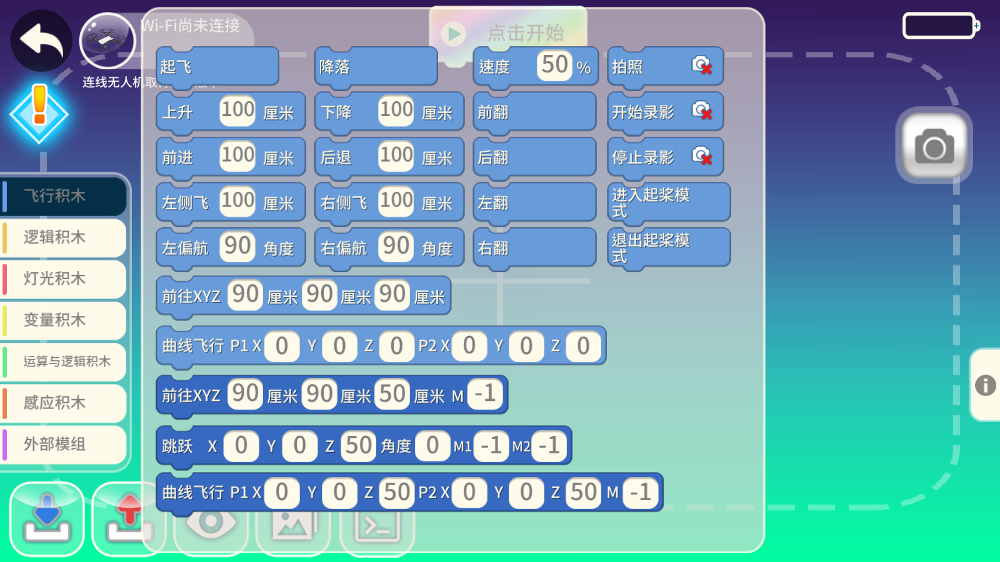 Wi-Fi尚未连接
点击开始
连线无人机取
起飞
降落
速度 50 %
拍照
上升 100 厘米
下降 100 厘米
前翻
开始录影
前进 100 厘米
后退 100 厘米
后翻
停止录影
左侧飞 100 厘米
右侧飞 100 厘米
左翻
进入起桨模
式
左偏航 90 角度
右偏航 90 角度
右翻
退出起桨模
式
前往XYZ 90 厘米 90 厘米 90 厘米
曲线飞行 P1 X 0 Y 0 Z 0 P2 X 0 Y 0 Z 0
前往XYZ 90 厘米 90 厘米 50 厘米 M -1
跳跃 X 0 Y 0 Z 50 角度 0 M1 -1 M2 -1
曲线飞行 P1 X 0 Y 0 Z 50 P2 X 0 Y 0 Z 50 M -1
飞行积木
逻辑积木
灯光积木
变量积木
运算与逻辑积木
感应积木
外部模组